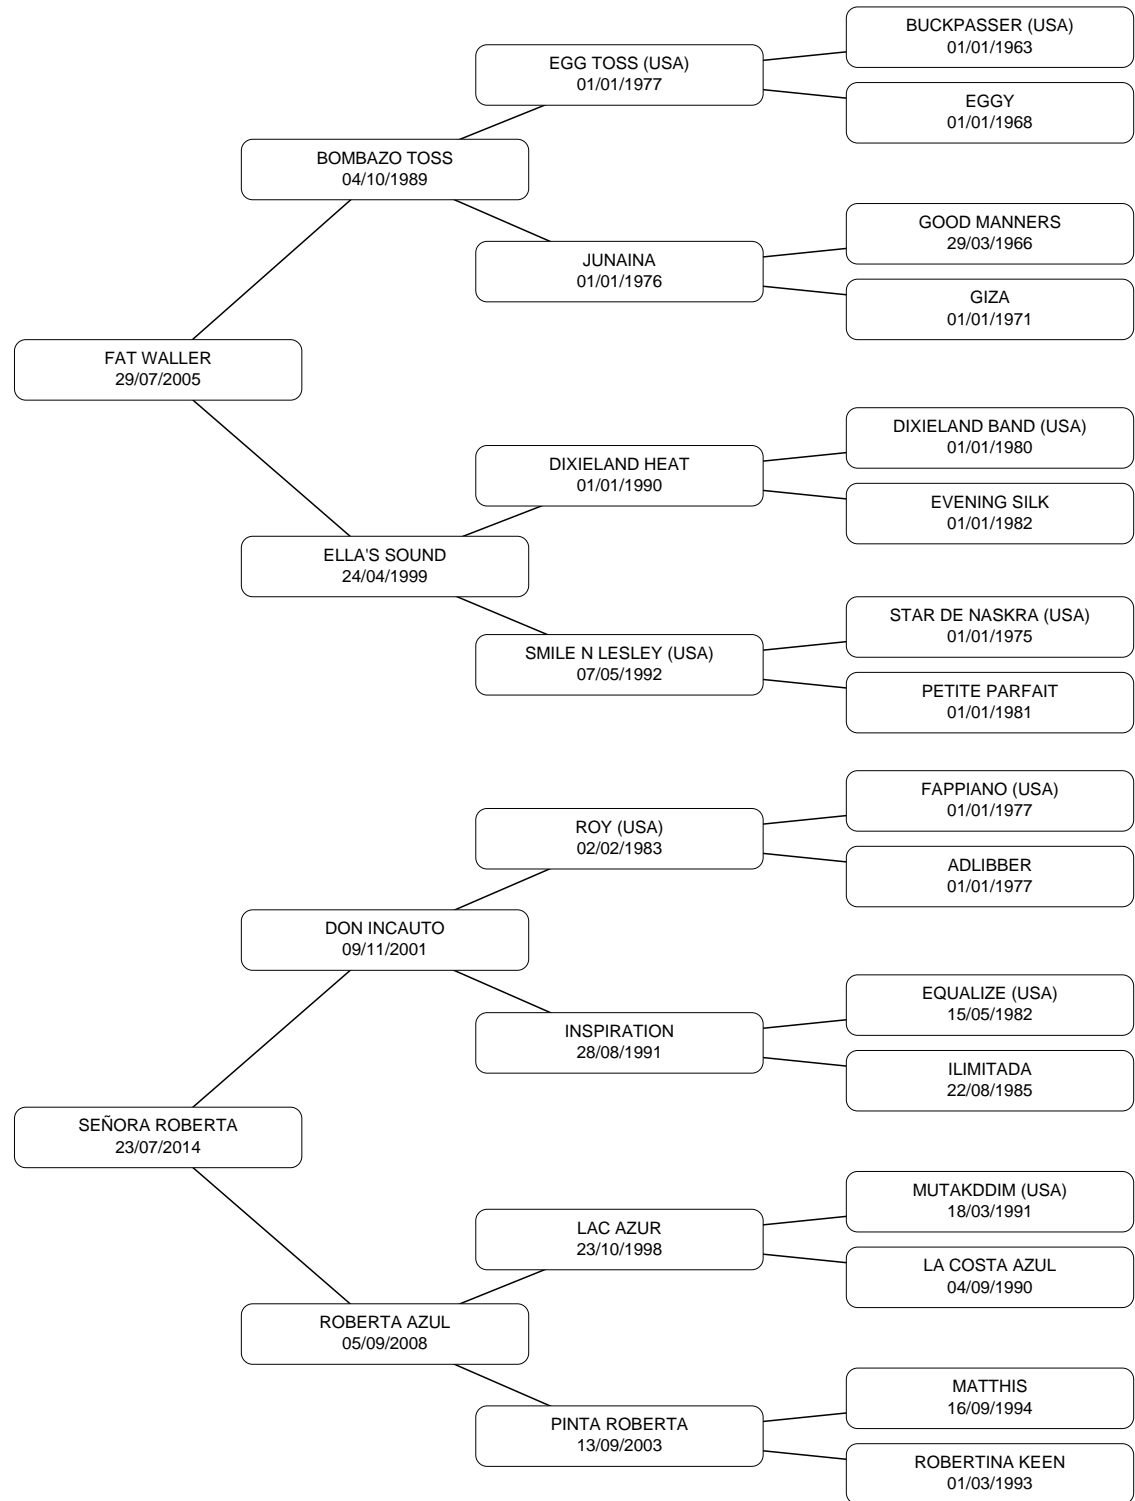 BUCKPASSER (USA)
01/01/1963
EGG TOSS (USA)
01/01/1977
EGGY
01/01/1968
BOMBAZO TOSS
04/10/1989
GOOD MANNERS
29/03/1966
JUNAINA
01/01/1976
GIZA
01/01/1971
FAT WALLER
29/07/2005
DIXIELAND BAND (USA)
01/01/1980
DIXIELAND HEAT
01/01/1990
EVENING SILK
01/01/1982
ELLA'S SOUND
24/04/1999
STAR DE NASKRA (USA)
01/01/1975
SMILE N LESLEY (USA)
07/05/1992
PETITE PARFAIT
01/01/1981
FAPPIANO (USA)
01/01/1977
ROY (USA)
02/02/1983
ADLIBBER
01/01/1977
DON INCAUTO
09/11/2001
EQUALIZE (USA)
15/05/1982
INSPIRATION
28/08/1991
ILIMITADA
22/08/1985
SEÑORA ROBERTA
23/07/2014
MUTAKDDIM (USA)
18/03/1991
LAC AZUR
23/10/1998
LA COSTA AZUL
04/09/1990
ROBERTA AZUL
05/09/2008
MATTHIS
16/09/1994
PINTA ROBERTA
13/09/2003
ROBERTINA KEEN
01/03/1993